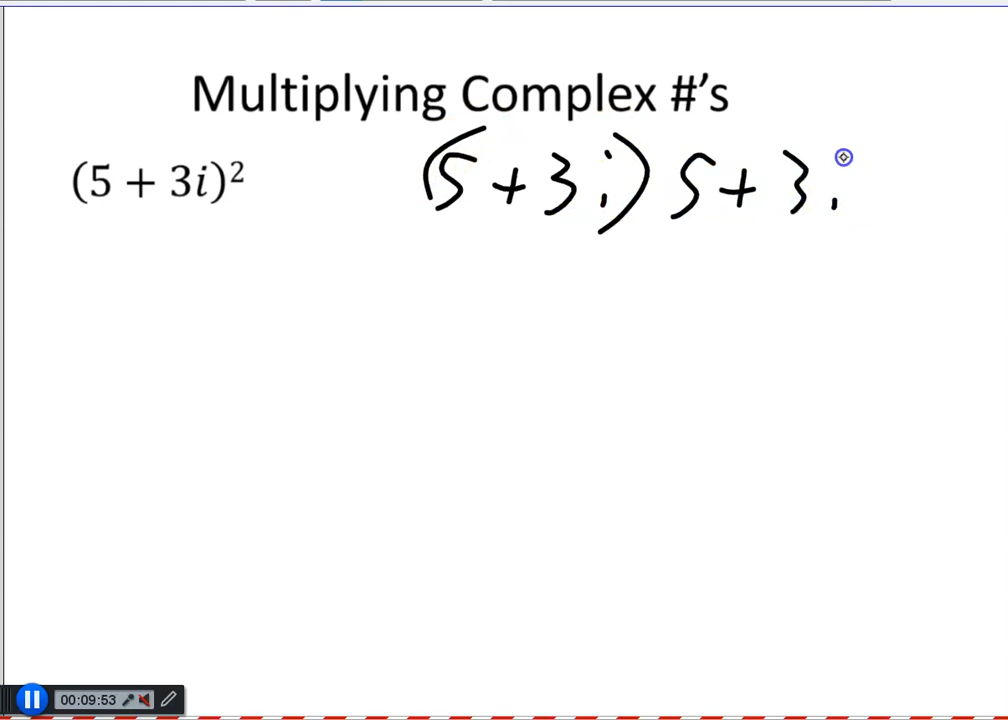 Multiplying Complex #'s
(5 + 3i)² (5 + 3i) 5 + 3i
00:09:53